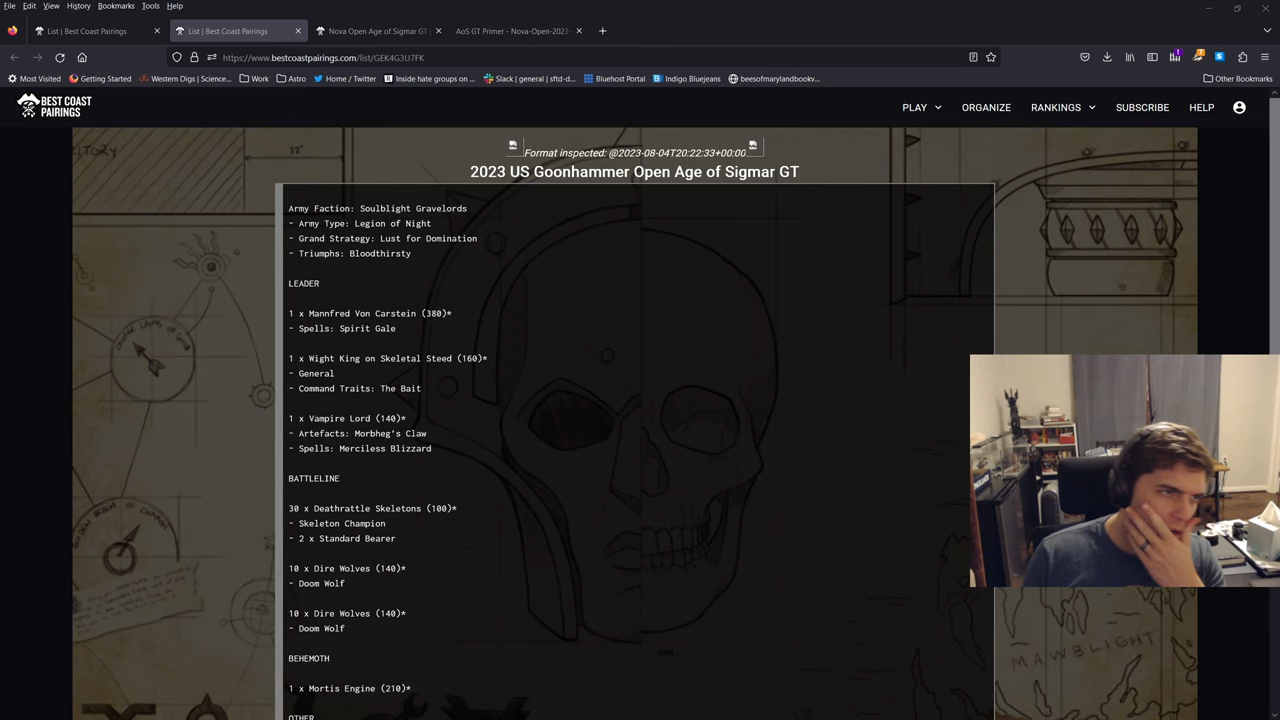 File Edit View History Bookmarks Tools Help
List | Best Coast Pairings
List | Best Coast Pairings
Nova Open Age of Sigmar GT
AoS GT Primer - Nova-Open-2023-
https://www.bestcoastpairings.com/list/GEK4G3U7FK
Most Visited Getting Started Western Digs | Science... Work Astro Home / Twitter Inside hate groups on ... Slack | general | sftd-d... Bluehost Portal Indigo Bluejeans beesofmarylandbookv... Other Bookmarks
BEST COAST
PAIRINGS
PLAY ORGANIZE RANKINGS SUBSCRIBE HELP
Format inspected: @2023-08-04T20:22:33+00:00
2023 US Goonhammer Open Age of Sigmar GT
Army Faction: Soulblight Gravelords
- Army Type: Legion of Night
- Grand Strategy: Lust for Domination
- Triumphs: Bloodthirsty
LEADER
1 x Mannfred Von Carstein (380)*
- Spells: Spirit Gale
1 x Wight King on Skeletal Steed (160)*
- General
- Command Traits: The Bait
1 x Vampire Lord (140)*
- Artefacts: Morbheg's Claw
- Spells: Merciless Blizzard
BATTLELINE
30 x Deathrattle Skeletons (100)*
- Skeleton Champion
- 2 x Standard Bearer
10 x Dire Wolves (140)*
- Doom Wolf
10 x Dire Wolves (140)*
- Doom Wolf
BEHEMOTH
1 x Mortis Engine (210)*
OTHER
MAWBLIGHT